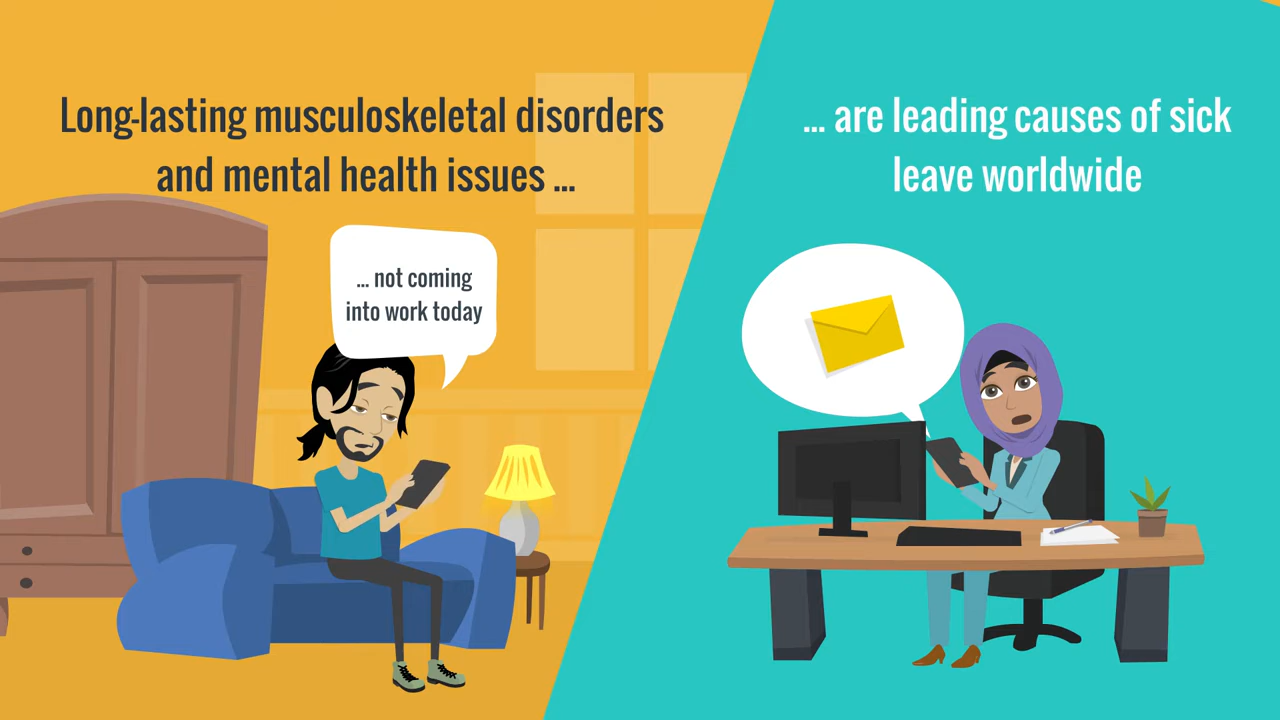 Long-lasting musculoskeletal disorders
and mental health issues ...
... are leading causes of sick
leave worldwide
... not coming
into work today